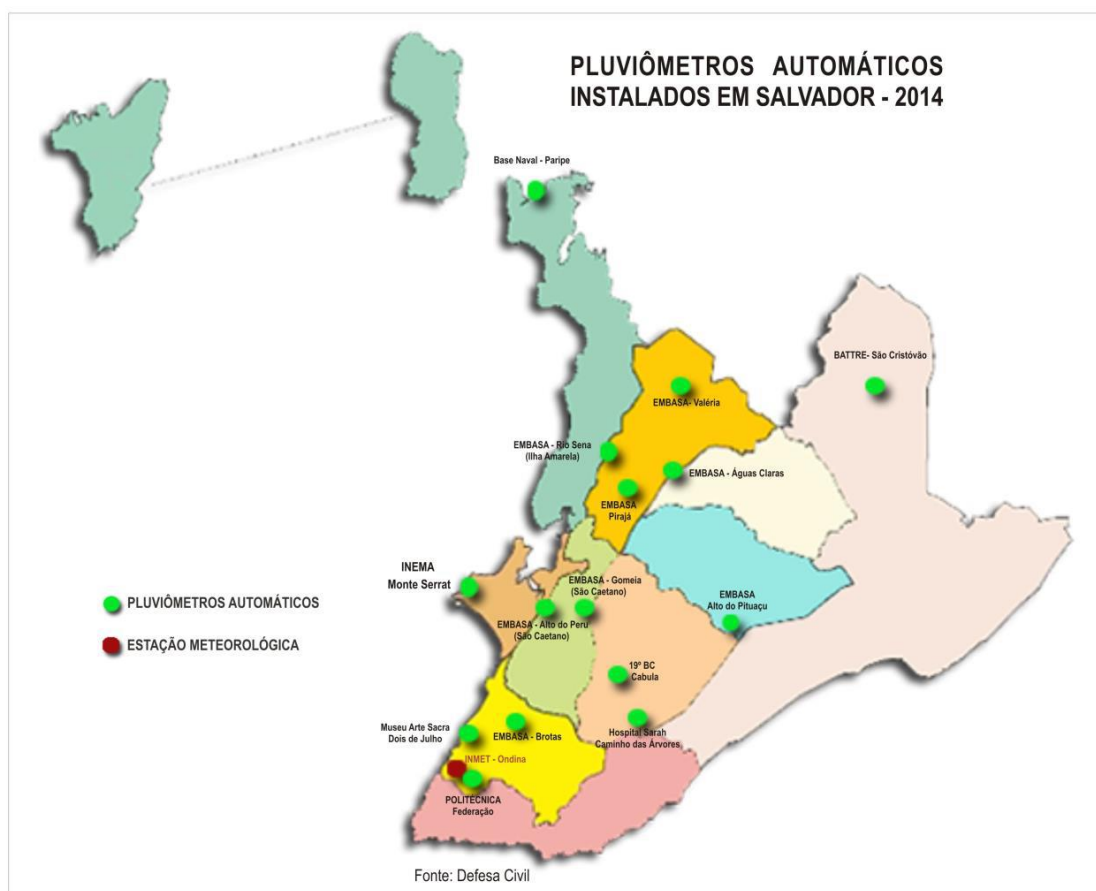 PLUVIÔMETROS AUTOMÁTICOS
INSTALADOS EM SALVADOR - 2014
Base Naval - Paripe
BATTRE- São Cristóvão
EMBASA- Valéria
EMBASA - Rio Sena
(Ilha Amarela)
EMBASA - Águas Claras
EMBASA
Pirajá
INEMA
Monte Serrat
EMBASA - Gomeia
(São Caetano)
EMBASA
Alto do Pituaçu
PLUVIÔMETROS AUTOMÁTICOS
EMBASA - Alto do Peru
(São Caetano)
ESTAÇÃO METEOROLÓGICA
19º BC
Cabula
Museu Arte Sacra
Dois de Julho
EMBASA - Brotas
Hospital Sarah
Caminho das Árvores
INMET - Ondina
POLITÉCNICA
Federação
Fonte: Defesa Civil